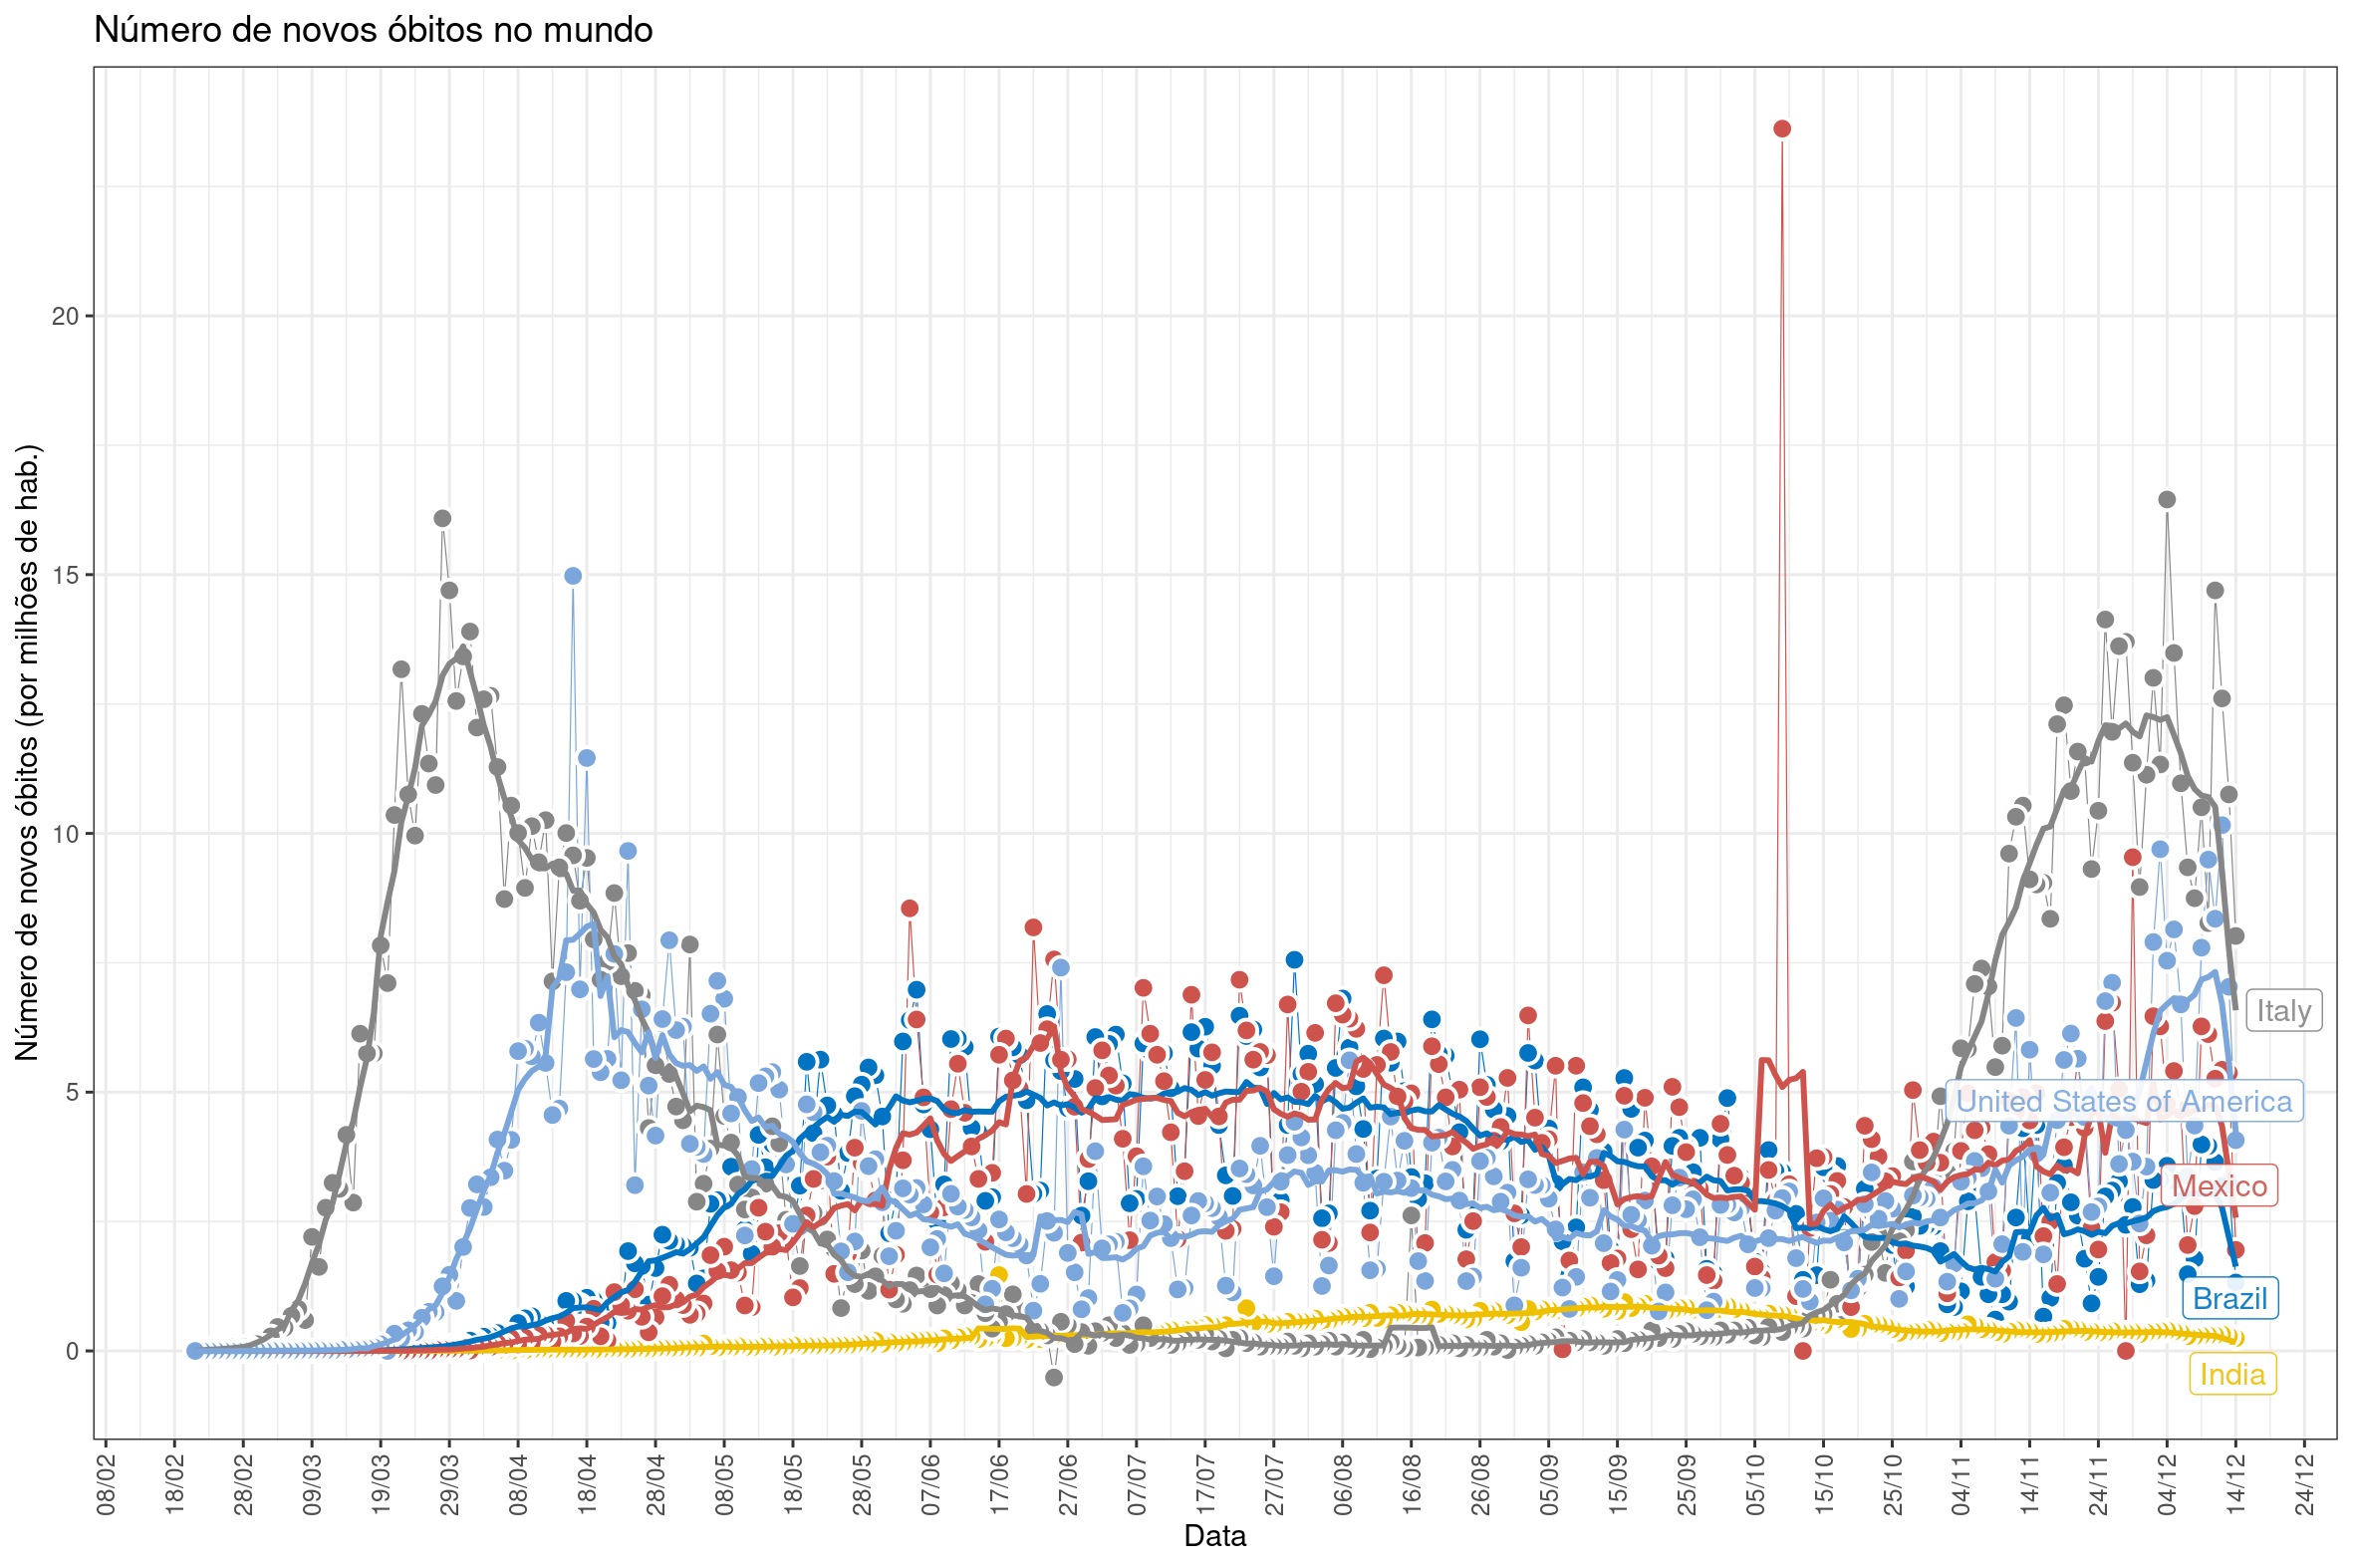 Número de novos óbitos no mundo
Número de novos óbitos (por milhões de hab.)
20
15
10
5
0
Italy
United States of America
Mexico
Brazil
India
08/02 18/02 28/02 09/03 19/03 29/03 08/04 18/04 28/04 08/05 18/05 28/05 07/06 17/06 27/06 07/07 17/07 27/07 06/08 16/08 26/08 05/09 15/09 25/09 05/10 15/10 25/10 04/11 14/11 24/11 04/12 14/12 24/12
Data